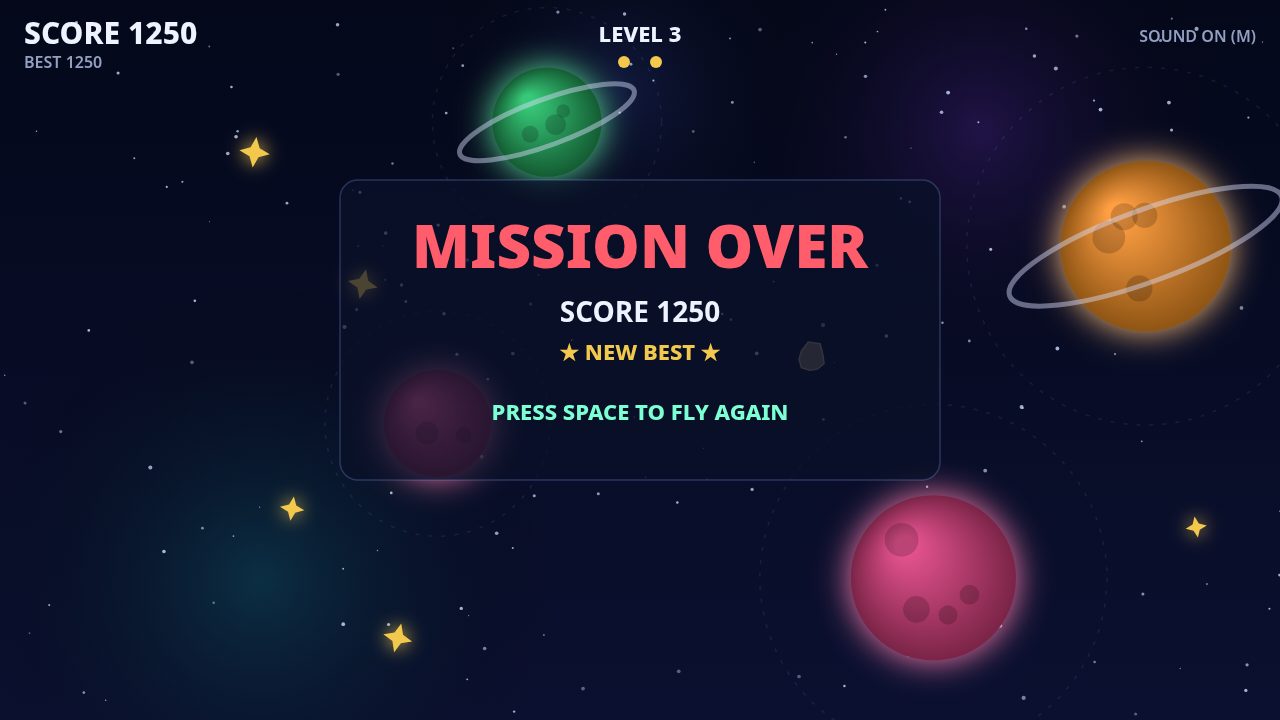 SCORE 1250
BEST 1250
LEVEL 3
SOUND ON (M)
MISSION OVER
SCORE 1250
★ NEW BEST ★
PRESS SPACE TO FLY AGAIN